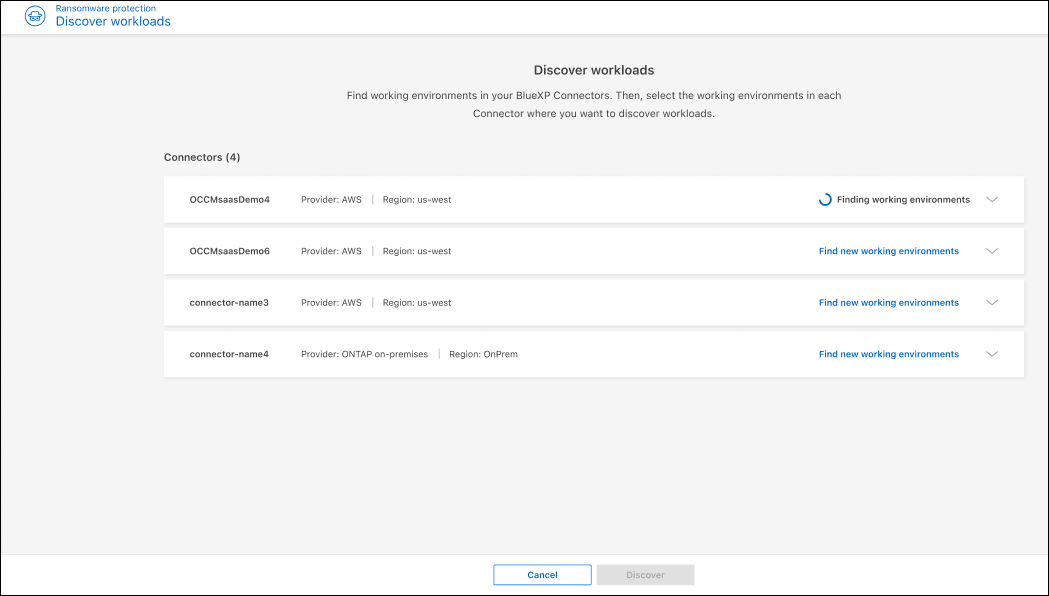 Ransomware protection
Discover workloads
Discover workloads
Find working environments in your BlueXP Connectors. Then, select the working environments in each
Connector where you want to discover workloads.
Connectors (4)
OCCMsaasDemo4 Provider: AWS | Region: us-west Finding working environments
OCCMsaasDemo6 Provider: AWS | Region: us-west Find new working environments
connector-name3 Provider: AWS | Region: us-west Find new working environments
connector-name4 Provider: ONTAP on-premises | Region: OnPrem Find new working environments
Cancel Discover